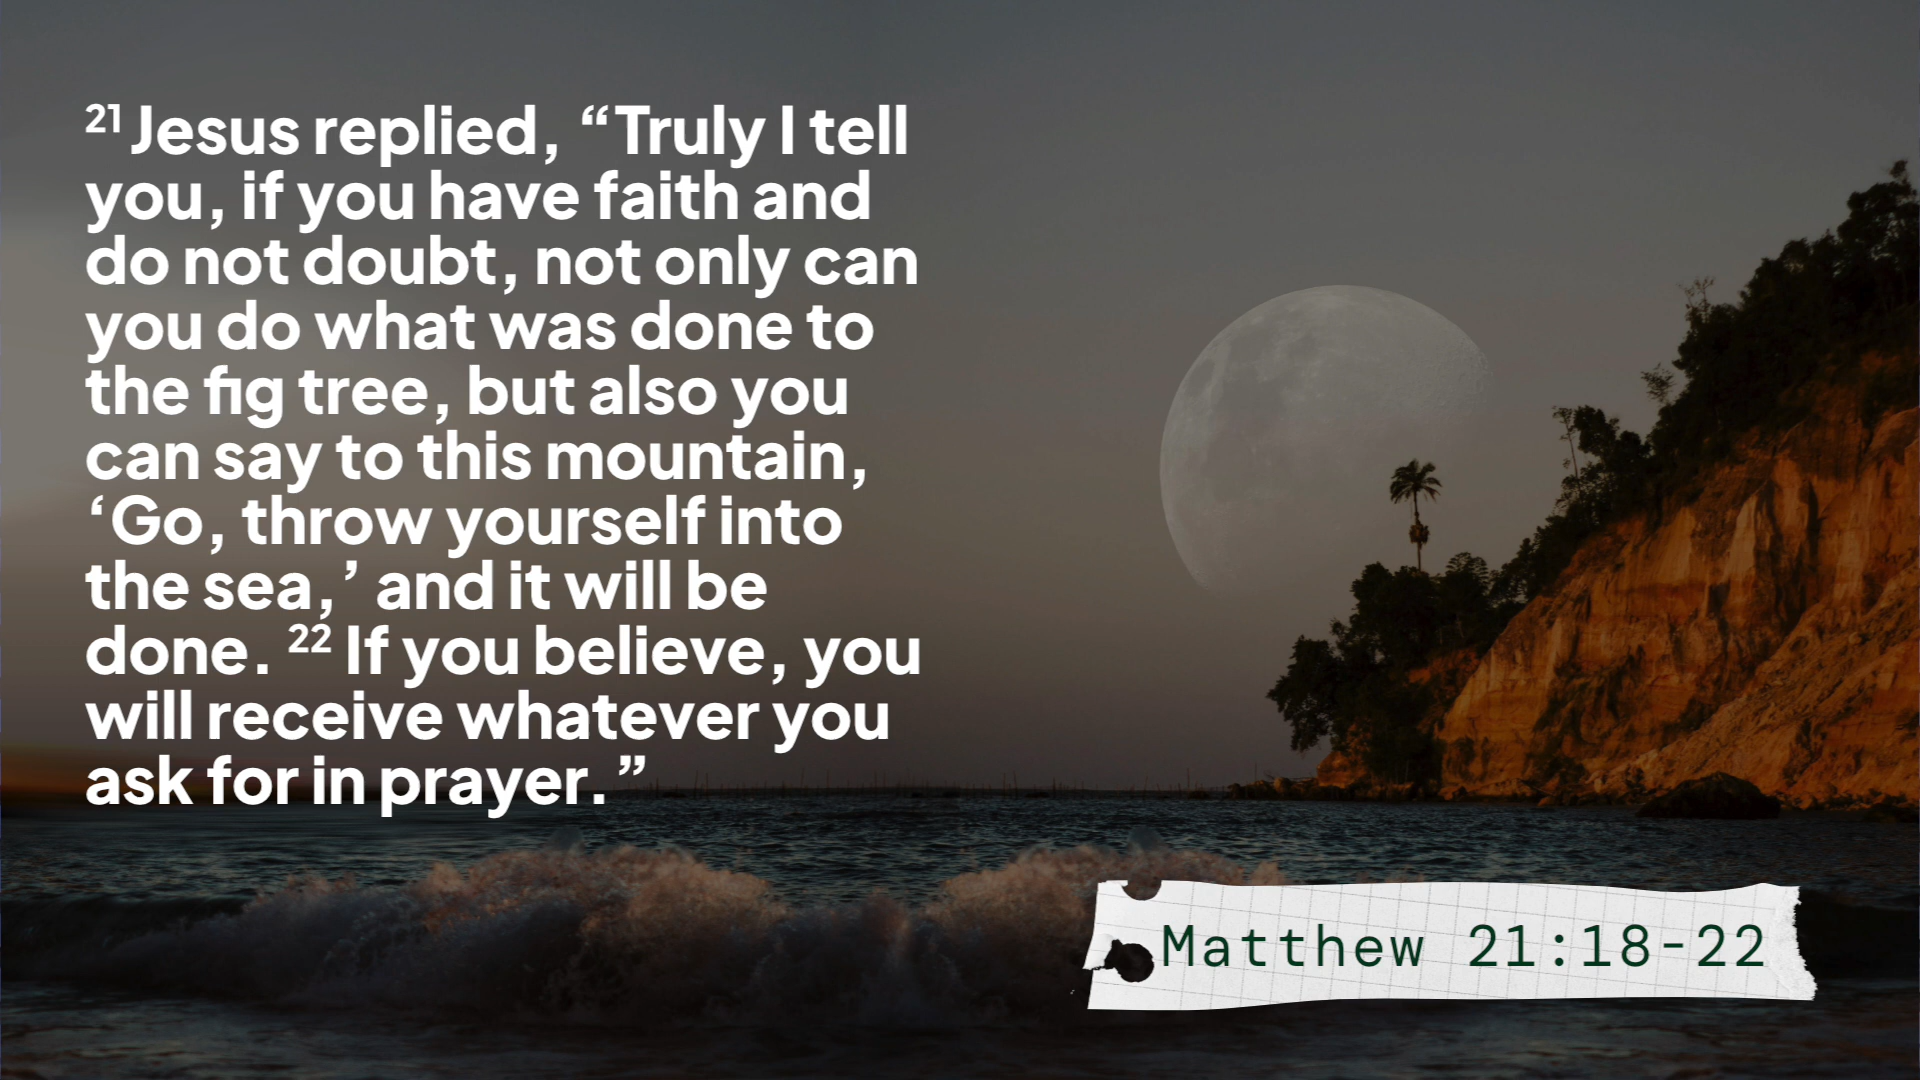 ²¹ Jesus replied, “Truly I tell
you, if you have faith and
do not doubt, not only can
you do what was done to
the fig tree, but also you
can say to this mountain,
‘Go, throw yourself into
the sea,’ and it will be
done. ²² If you believe, you
will receive whatever you
ask for in prayer.”
Matthew 21:18-22